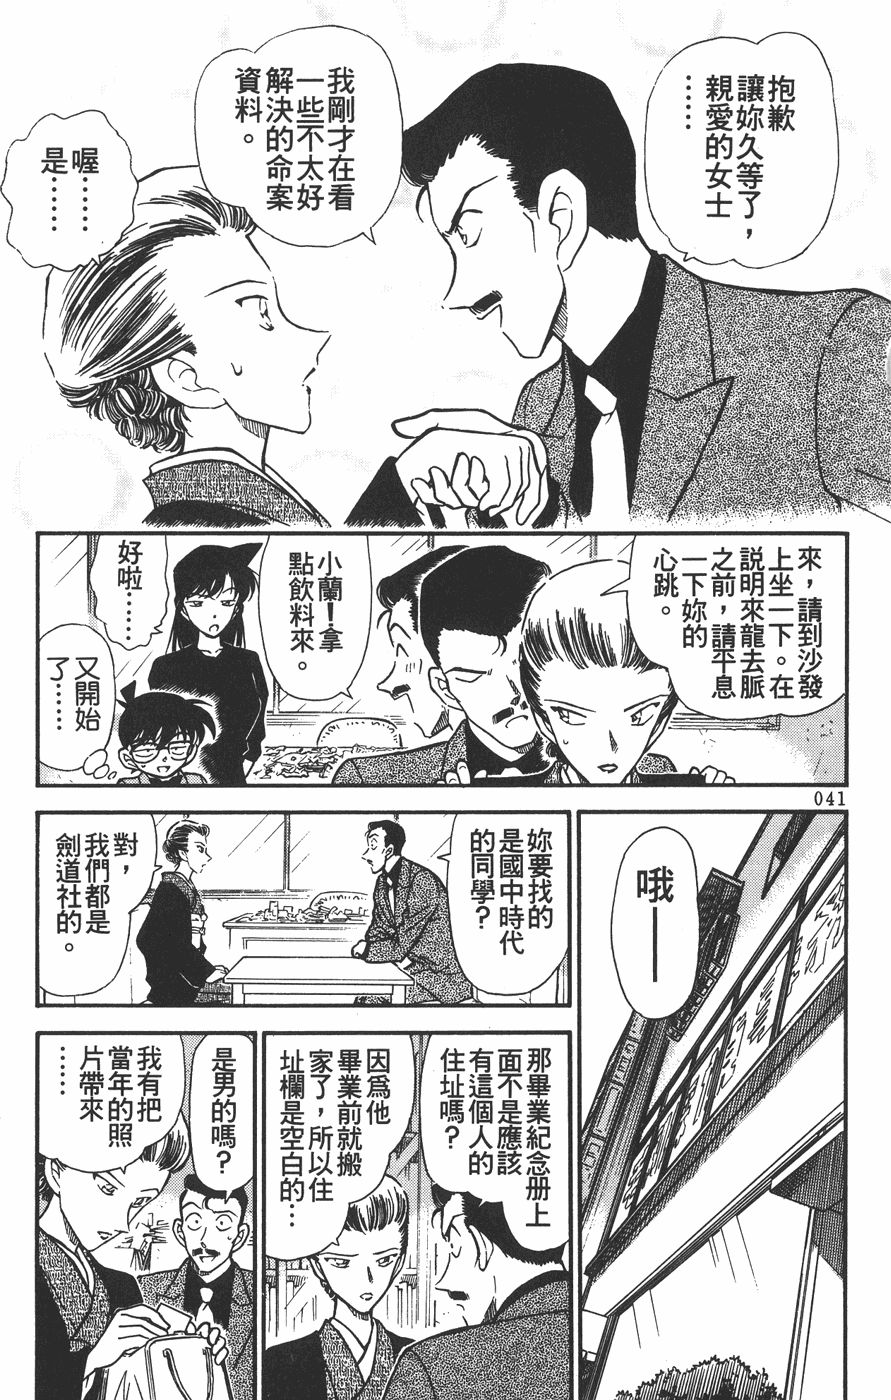 抱歉
讓妳久等了，
親愛的女士
……
我剛才在看
一些不太好
解決的命案
資料。
喔……
是……
來，請到沙發
上坐一下。在
説明來龍去脈
之前，請平息
一下妳的
心跳。
小蘭！拿
點飲料來。
好啦……
又開始
了……
041
哦——
妳要找的
是國中時代
的同學？
對，
我們都是
劍道社的。
那畢業紀念册上
面不是應該
有這個人的
住址嗎？
因爲他
畢業前就搬
家了，所以住
址欄是空白的…
是男的嗎？
我有把
當年的照
片帶來
……